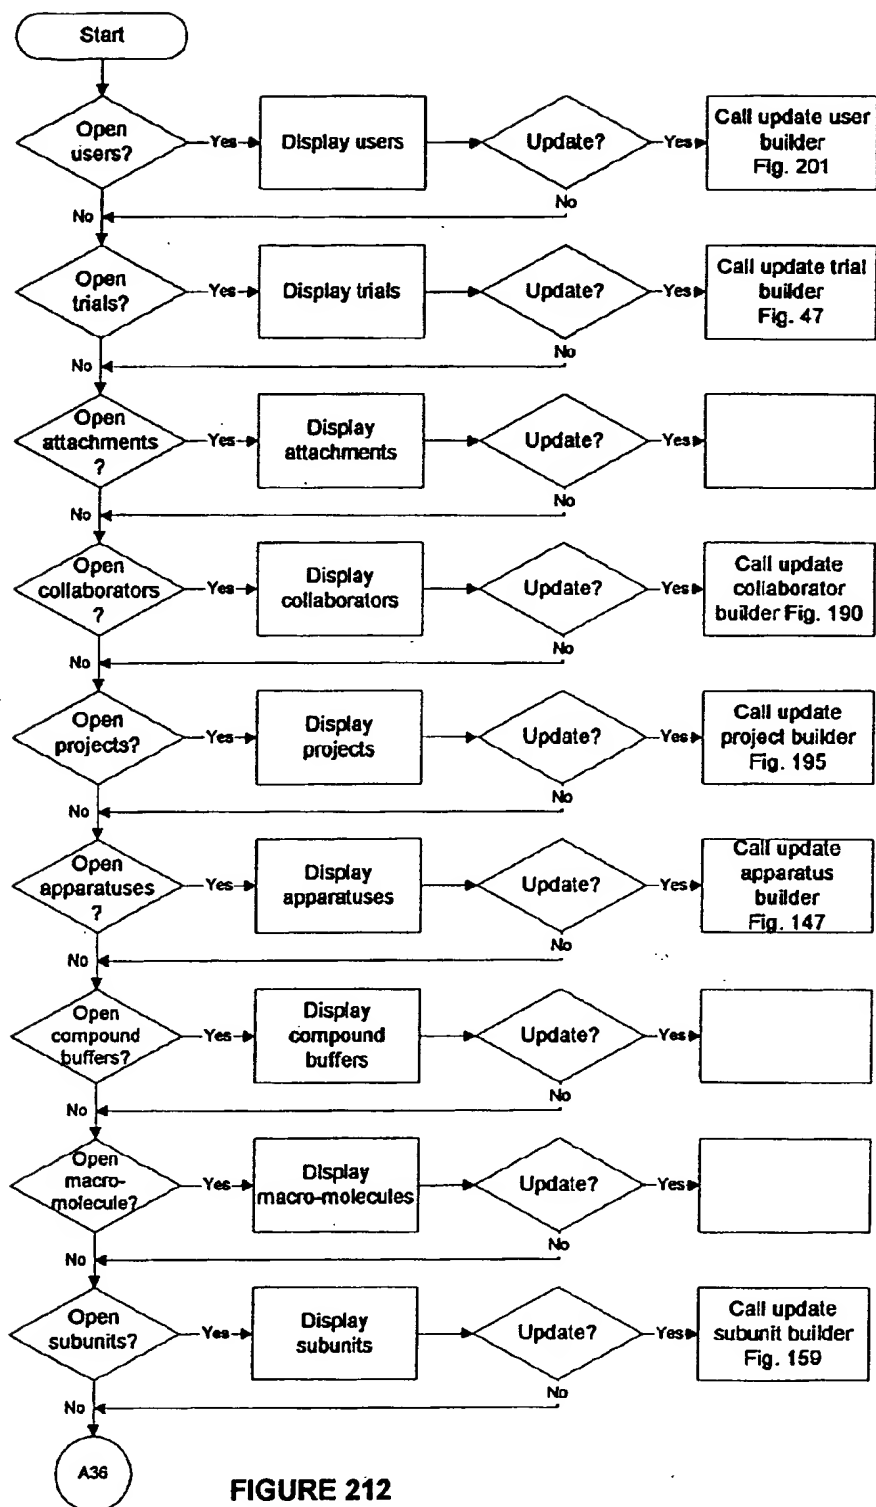 Start
Open
users?
Yes
Display users
Update?
Yes
Call update user
builder
Fig. 201
No
No
Open
trials?
Yes
Display trials
Update?
Yes
Call update trial
builder
Fig. 47
No
No
Open
attachments
?
Yes
Display
attachments
Update?
Yes
No
No
Open
collaborators
?
Yes
Display
collaborators
Update?
Yes
Call update
collaborator
builder Fig. 190
No
No
Open
projects?
Yes
Display
projects
Update?
Yes
Call update
project builder
Fig. 195
No
No
Open
apparatuses
?
Yes
Display
apparatuses
Update?
Yes
Call update
apparatus
builder
Fig. 147
No
No
Open
compound
buffers?
Yes
Display
compound
buffers
Update?
Yes
No
No
Open
macro-
molecule?
Yes
Display
macro-molecules
Update?
Yes
No
No
Open
subunits?
Yes
Display
subunits
Update?
Yes
Call update
subunit builder
Fig. 159
No
No
A36
FIGURE 212